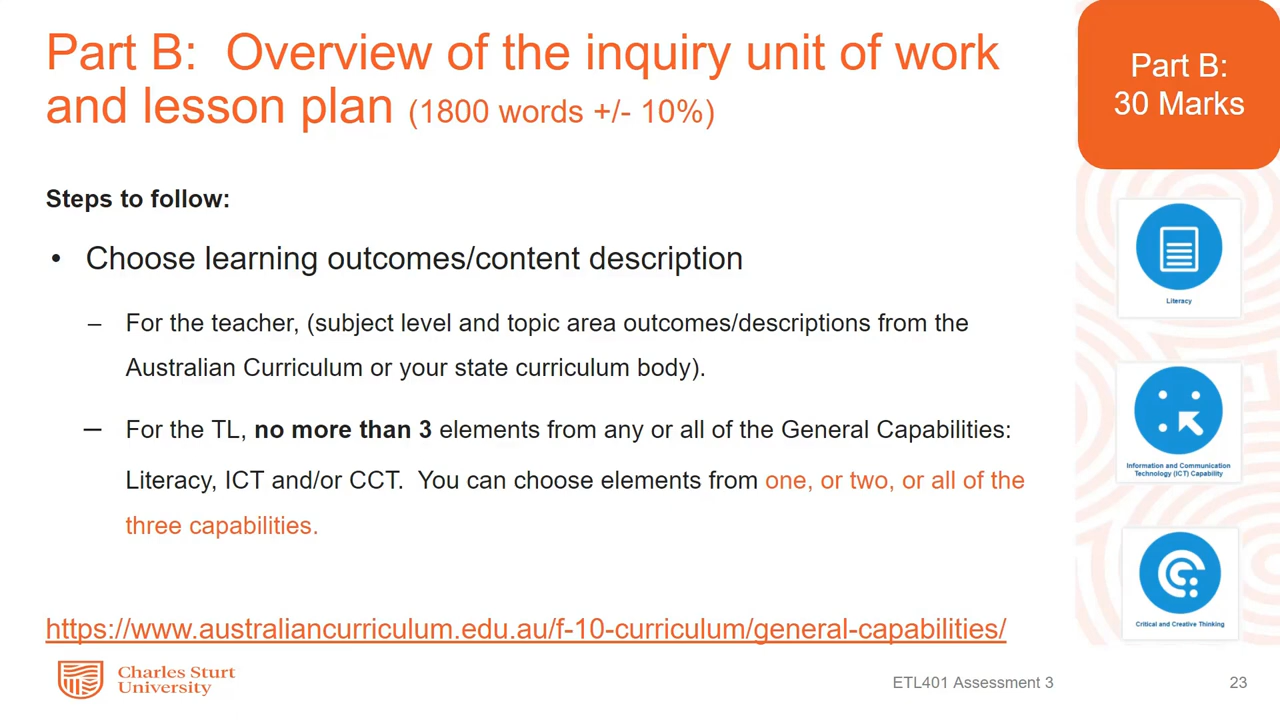 Part B:  Overview of the inquiry unit of work
and lesson plan (1800 words +/- 10%)
Part B:
30 Marks
Steps to follow:
• Choose learning outcomes/content description
– For the teacher, (subject level and topic area outcomes/descriptions from the
Australian Curriculum or your state curriculum body).
– For the TL, no more than 3 elements from any or all of the General Capabilities:
Literacy, ICT and/or CCT.  You can choose elements from one, or two, or all of the
three capabilities.
https://www.australiancurriculum.edu.au/f-10-curriculum/general-capabilities/
Literacy
Information and Communication
Technology (ICT) Capability
Critical and Creative Thinking
Charles Sturt
University
ETL401 Assessment 3
23